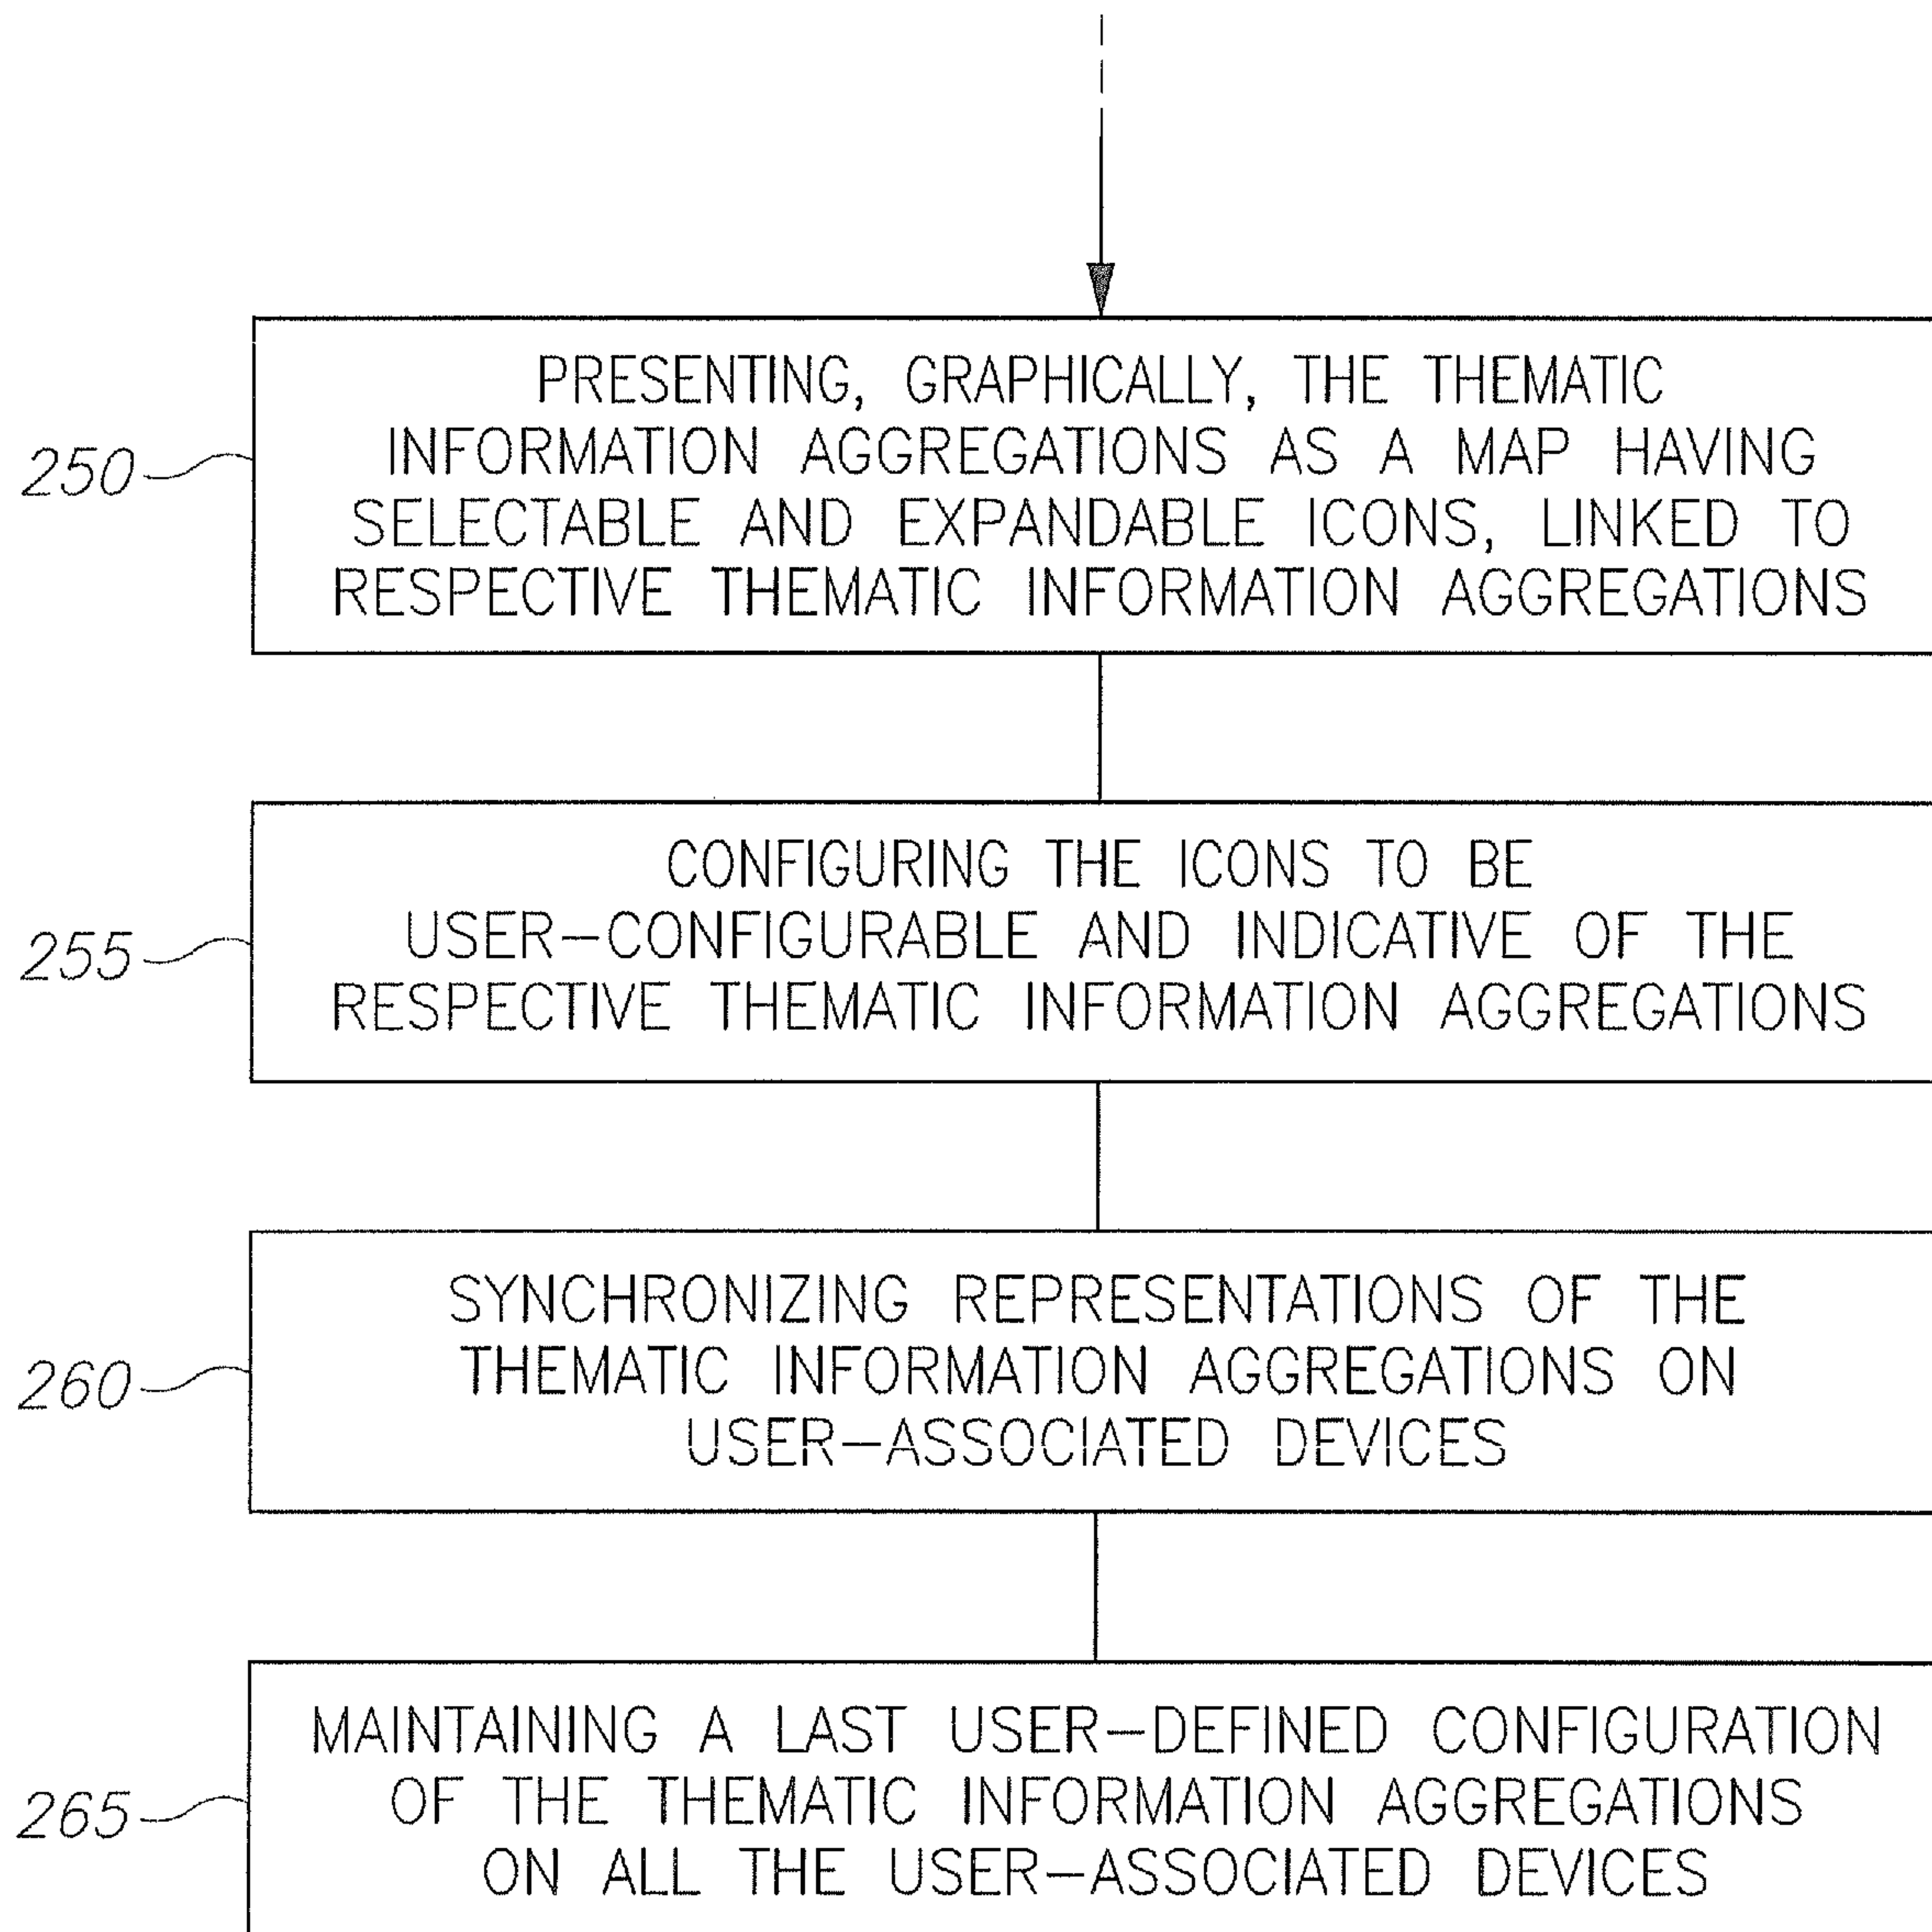 250
PRESENTING, GRAPHICALLY, THE THEMATIC
INFORMATION AGGREGATIONS AS A MAP HAVING
SELECTABLE AND EXPANDABLE ICONS, LINKED TO
RESPECTIVE THEMATIC INFORMATION AGGREGATIONS
255
CONFIGURING THE ICONS TO BE
USER-CONFIGURABLE AND INDICATIVE OF THE
RESPECTIVE THEMATIC INFORMATION AGGREGATIONS
260
SYNCHRONIZING REPRESENTATIONS OF THE
THEMATIC INFORMATION AGGREGATIONS ON
USER-ASSOCIATED DEVICES
265
MAINTAINING A LAST USER-DEFINED CONFIGURATION
OF THE THEMATIC INFORMATION AGGREGATIONS
ON ALL THE USER-ASSOCIATED DEVICES